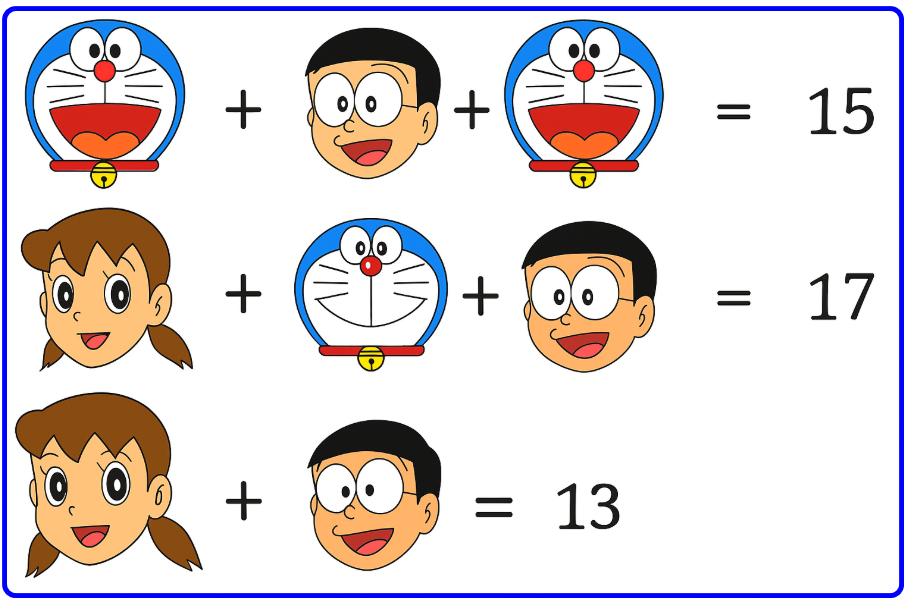 + + = 15
+ + = 17
+ = 13